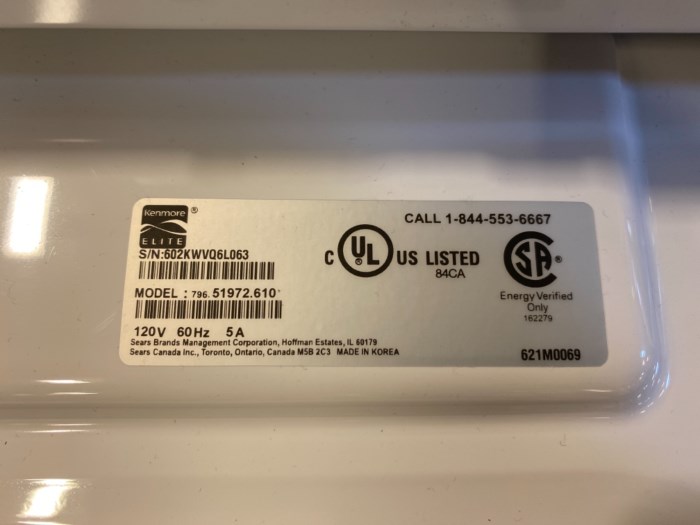 Kenmore ®
ELITE
S/N:602KWVQ6L063
MODEL : 796. 51972.610
120V 60Hz 5A
Sears Brands Management Corporation, Hoffman Estates, IL 60179
Sears Canada Inc., Toronto, Ontario, Canada M5B 2C3 MADE IN KOREA
CALL 1-844-553-6667
C UL ® US LISTED
84CA
SA ®
Energy Verified
Only
162279
621M0069